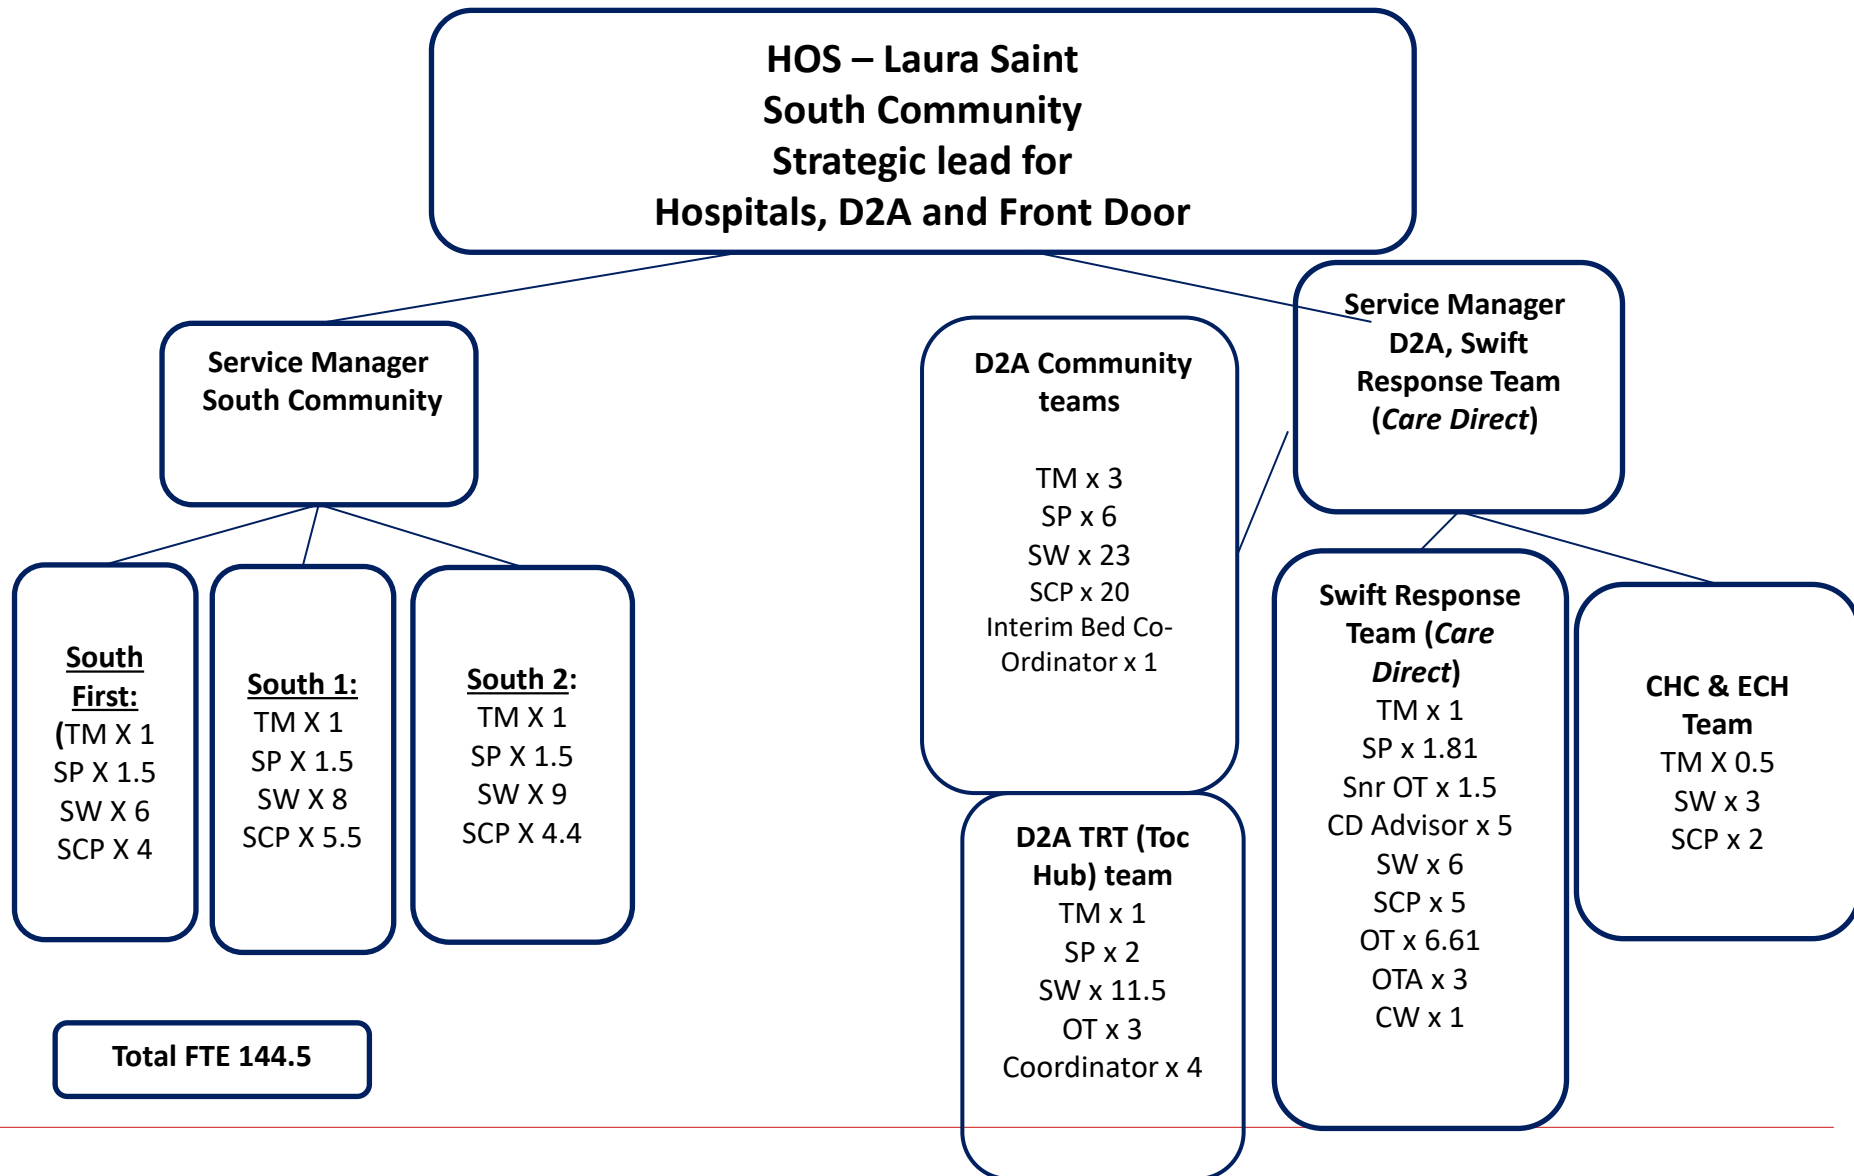 HOS – Laura Saint
South Community
Strategic lead for
Hospitals, D2A and Front Door
Service Manager
South Community
South
First:
(TM X 1
SP X 1.5
SW X 6
SCP X 4
South 1:
TM X 1
SP X 1.5
SW X 8
SCP X 5.5
South 2:
TM X 1
SP X 1.5
SW X 9
SCP X 4.4
Total FTE 144.5
Service Manager
D2A, Swift
Response Team
(Care Direct)
D2A Community
teams
TM x 3
SP x 6
SW x 23
SCP x 20
Interim Bed Co-
Ordinator x 1
D2A TRT (Toc
Hub) team
TM x 1
SP x 2
SW x 11.5
OT x 3
Coordinator x 4
Swift Response
Team (Care
Direct)
TM x 1
SP x 1.81
Snr OT x 1.5
CD Advisor x 5
SW x 6
SCP x 5
OT x 6.61
OTA x 3
CW x 1
CHC & ECH
Team
TM X 0.5
SW x 3
SCP x 2